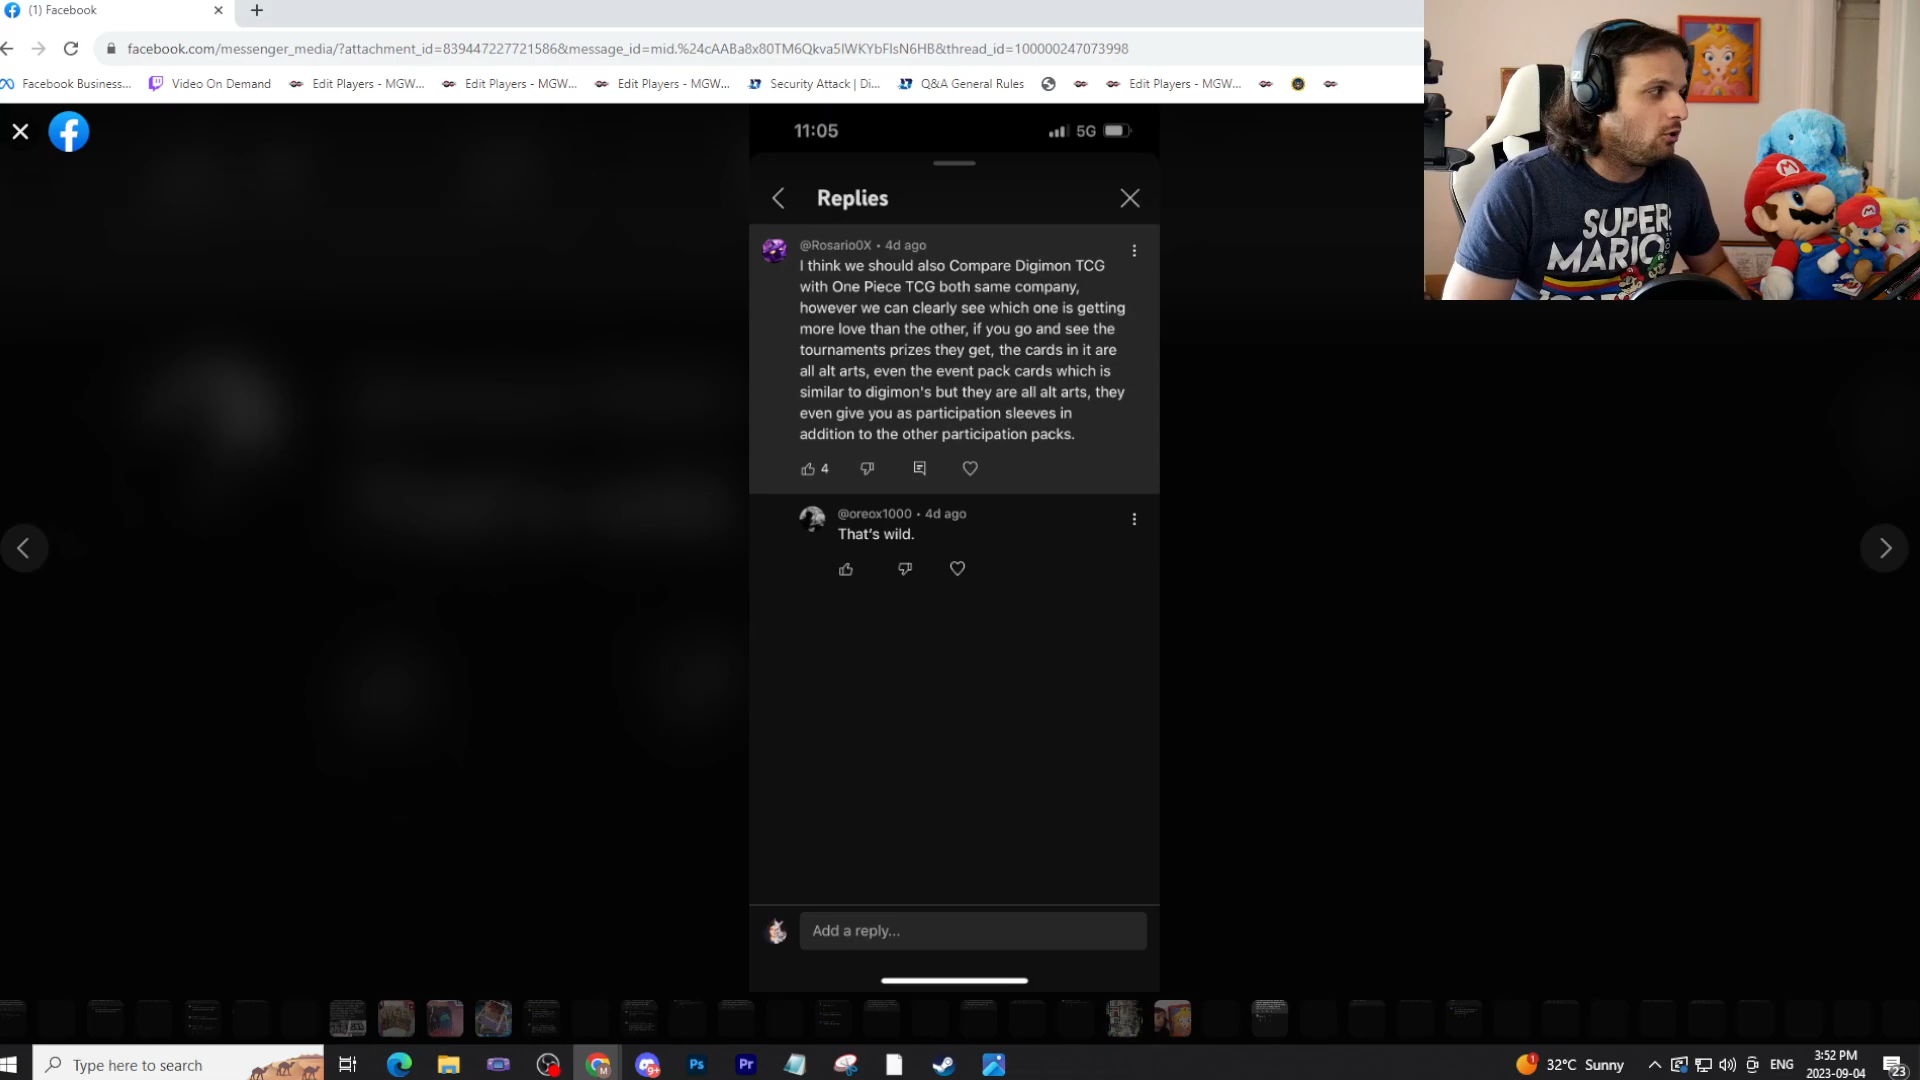 (1) Facebook
facebook.com/messenger_media/?attachment_id=839447227721586&message_id=mid.%24cAABa8x80TM6Qkva5IWKYbFIsN6HB&thread_id=100000247073998
Facebook Business...
Video On Demand
Edit Players - MGW...
Edit Players - MGW...
Edit Players - MGW...
Security Attack | Di...
Q&A General Rules
Edit Players - MGW...
11:05
5G
Replies
@Rosario0X • 4d ago
I think we should also Compare Digimon TCG
with One Piece TCG both same company,
however we can clearly see which one is getting
more love than the other, if you go and see the
tournaments prizes they get, the cards in it are
all alt arts, even the event pack cards which is
similar to digimon's but they are all alt arts, they
even give you as participation sleeves in
addition to the other participation packs.
4
@oreox1000 • 4d ago
That's wild.
Add a reply...
SUPER
MARIO
Type here to search
32°C Sunny
ENG
3:52 PM
2023-09-04
23